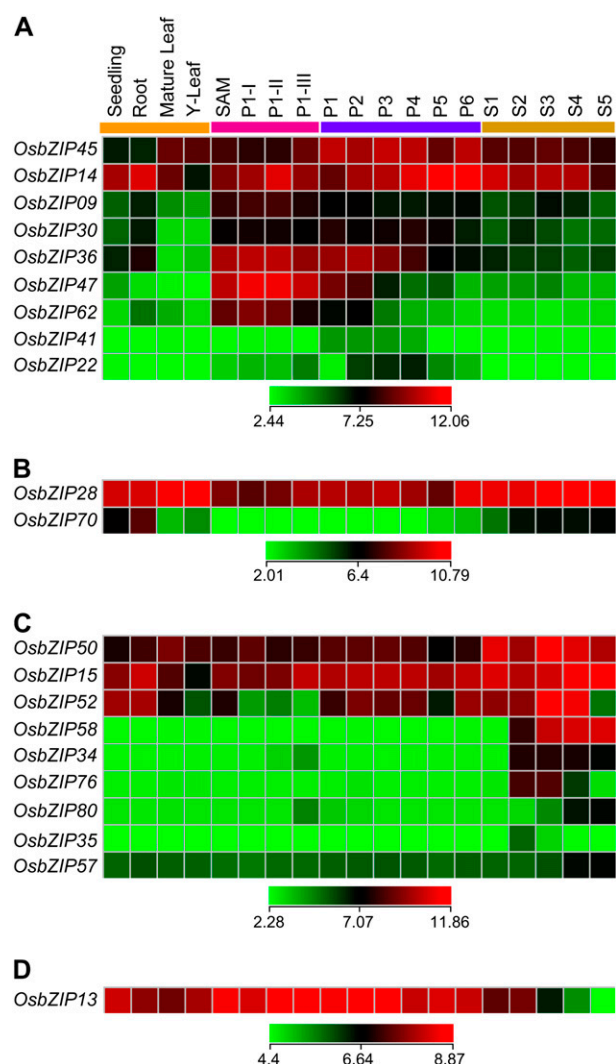 A
Seedling Root Mature Leaf Y-Leaf SAM P1-I P1-II P1-III P1 P2 P3 P4 P5 P6 S1 S2 S3 S4 S5
OsbZIP45
OsbZIP14
OsbZIP09
OsbZIP30
OsbZIP36
OsbZIP47
OsbZIP62
OsbZIP41
OsbZIP22
2.44 7.25 12.06
B
OsbZIP28
OsbZIP70
2.01 6.4 10.79
C
OsbZIP50
OsbZIP15
OsbZIP52
OsbZIP58
OsbZIP34
OsbZIP76
OsbZIP80
OsbZIP35
OsbZIP57
2.28 7.07 11.86
D
OsbZIP13
4.4 6.64 8.87